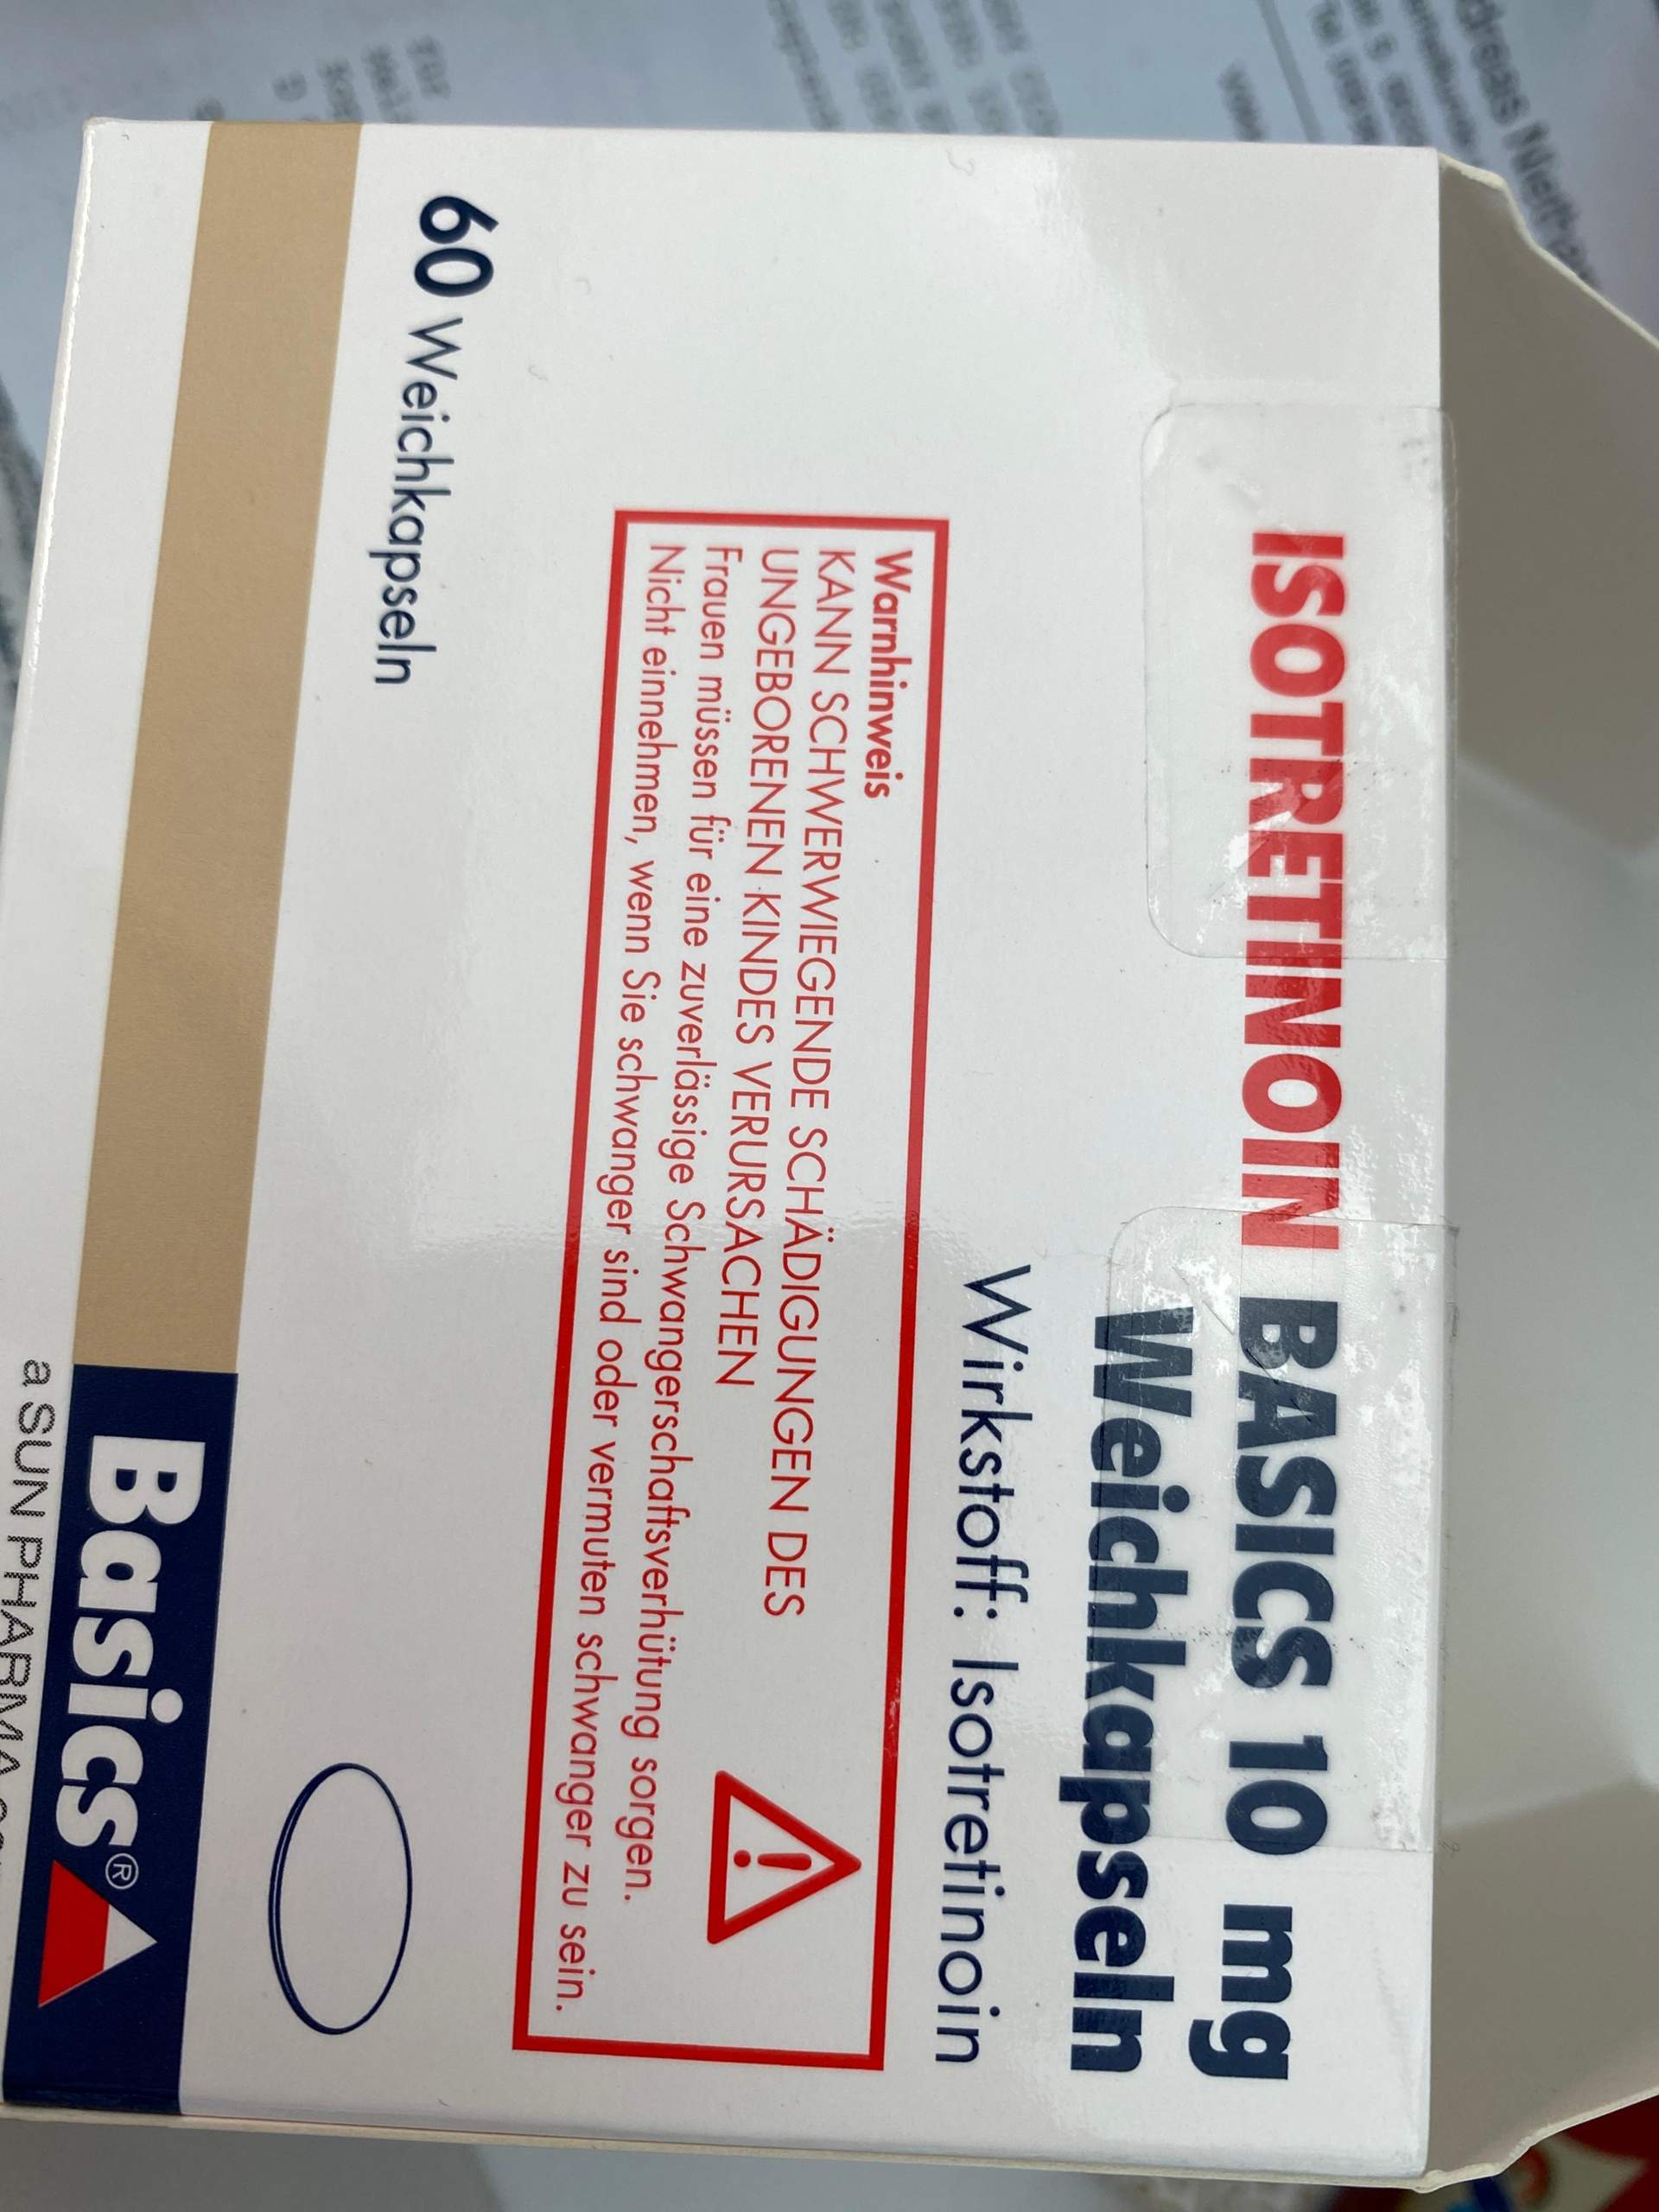 ISOTRETINOIN BASICS 10 mg
Weichkapseln
Wirkstoff: Isotretinoin
Warnhinweis
KANN SCHWERWIEGENDE SCHÄDIGUNGEN DES
UNGEBORENEN KINDES VERURSACHEN
Frauen müssen für eine zuverlässige Schwangerschaftsverhütung sorgen.
Nicht einnehmen, wenn Sie schwanger sind oder vermuten schwanger zu sein.
60 Weichkapseln
Basics®
a SUN PHARMA